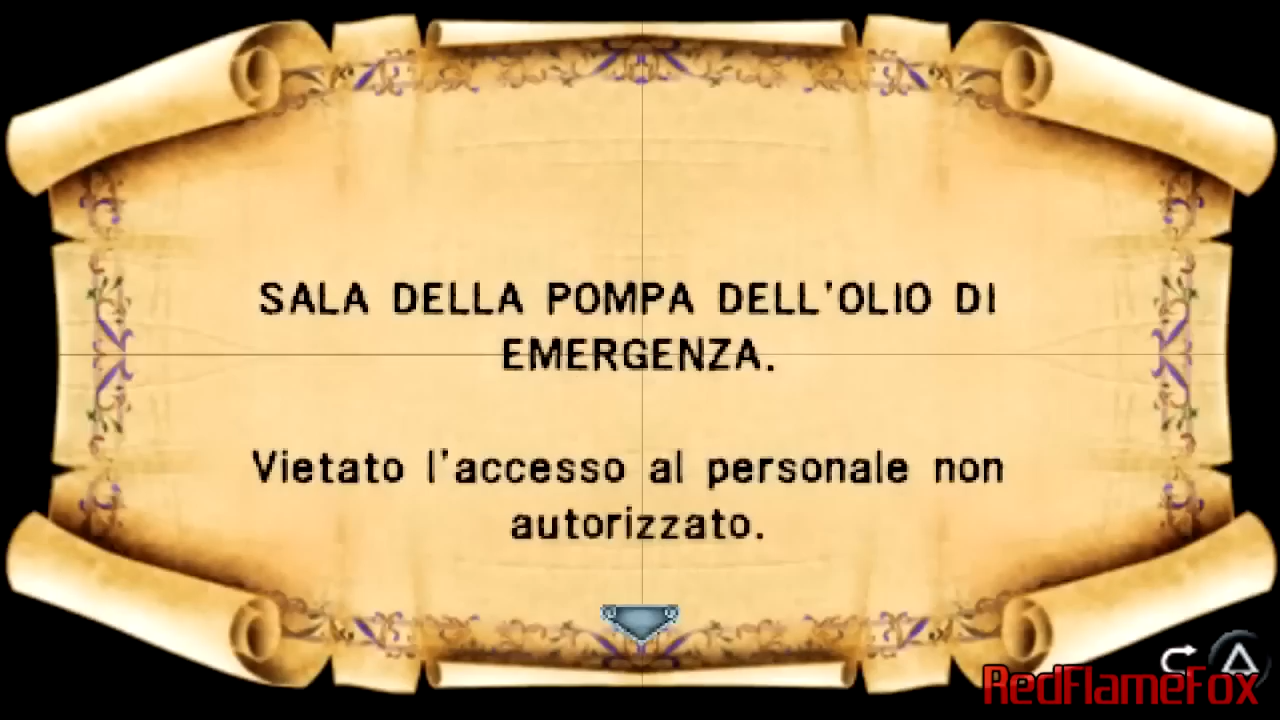 SALA DELLA POMPA DELL'OLIO DI
EMERGENZA.
Vietato l'accesso al personale non
autorizzato.
RedFlameFox